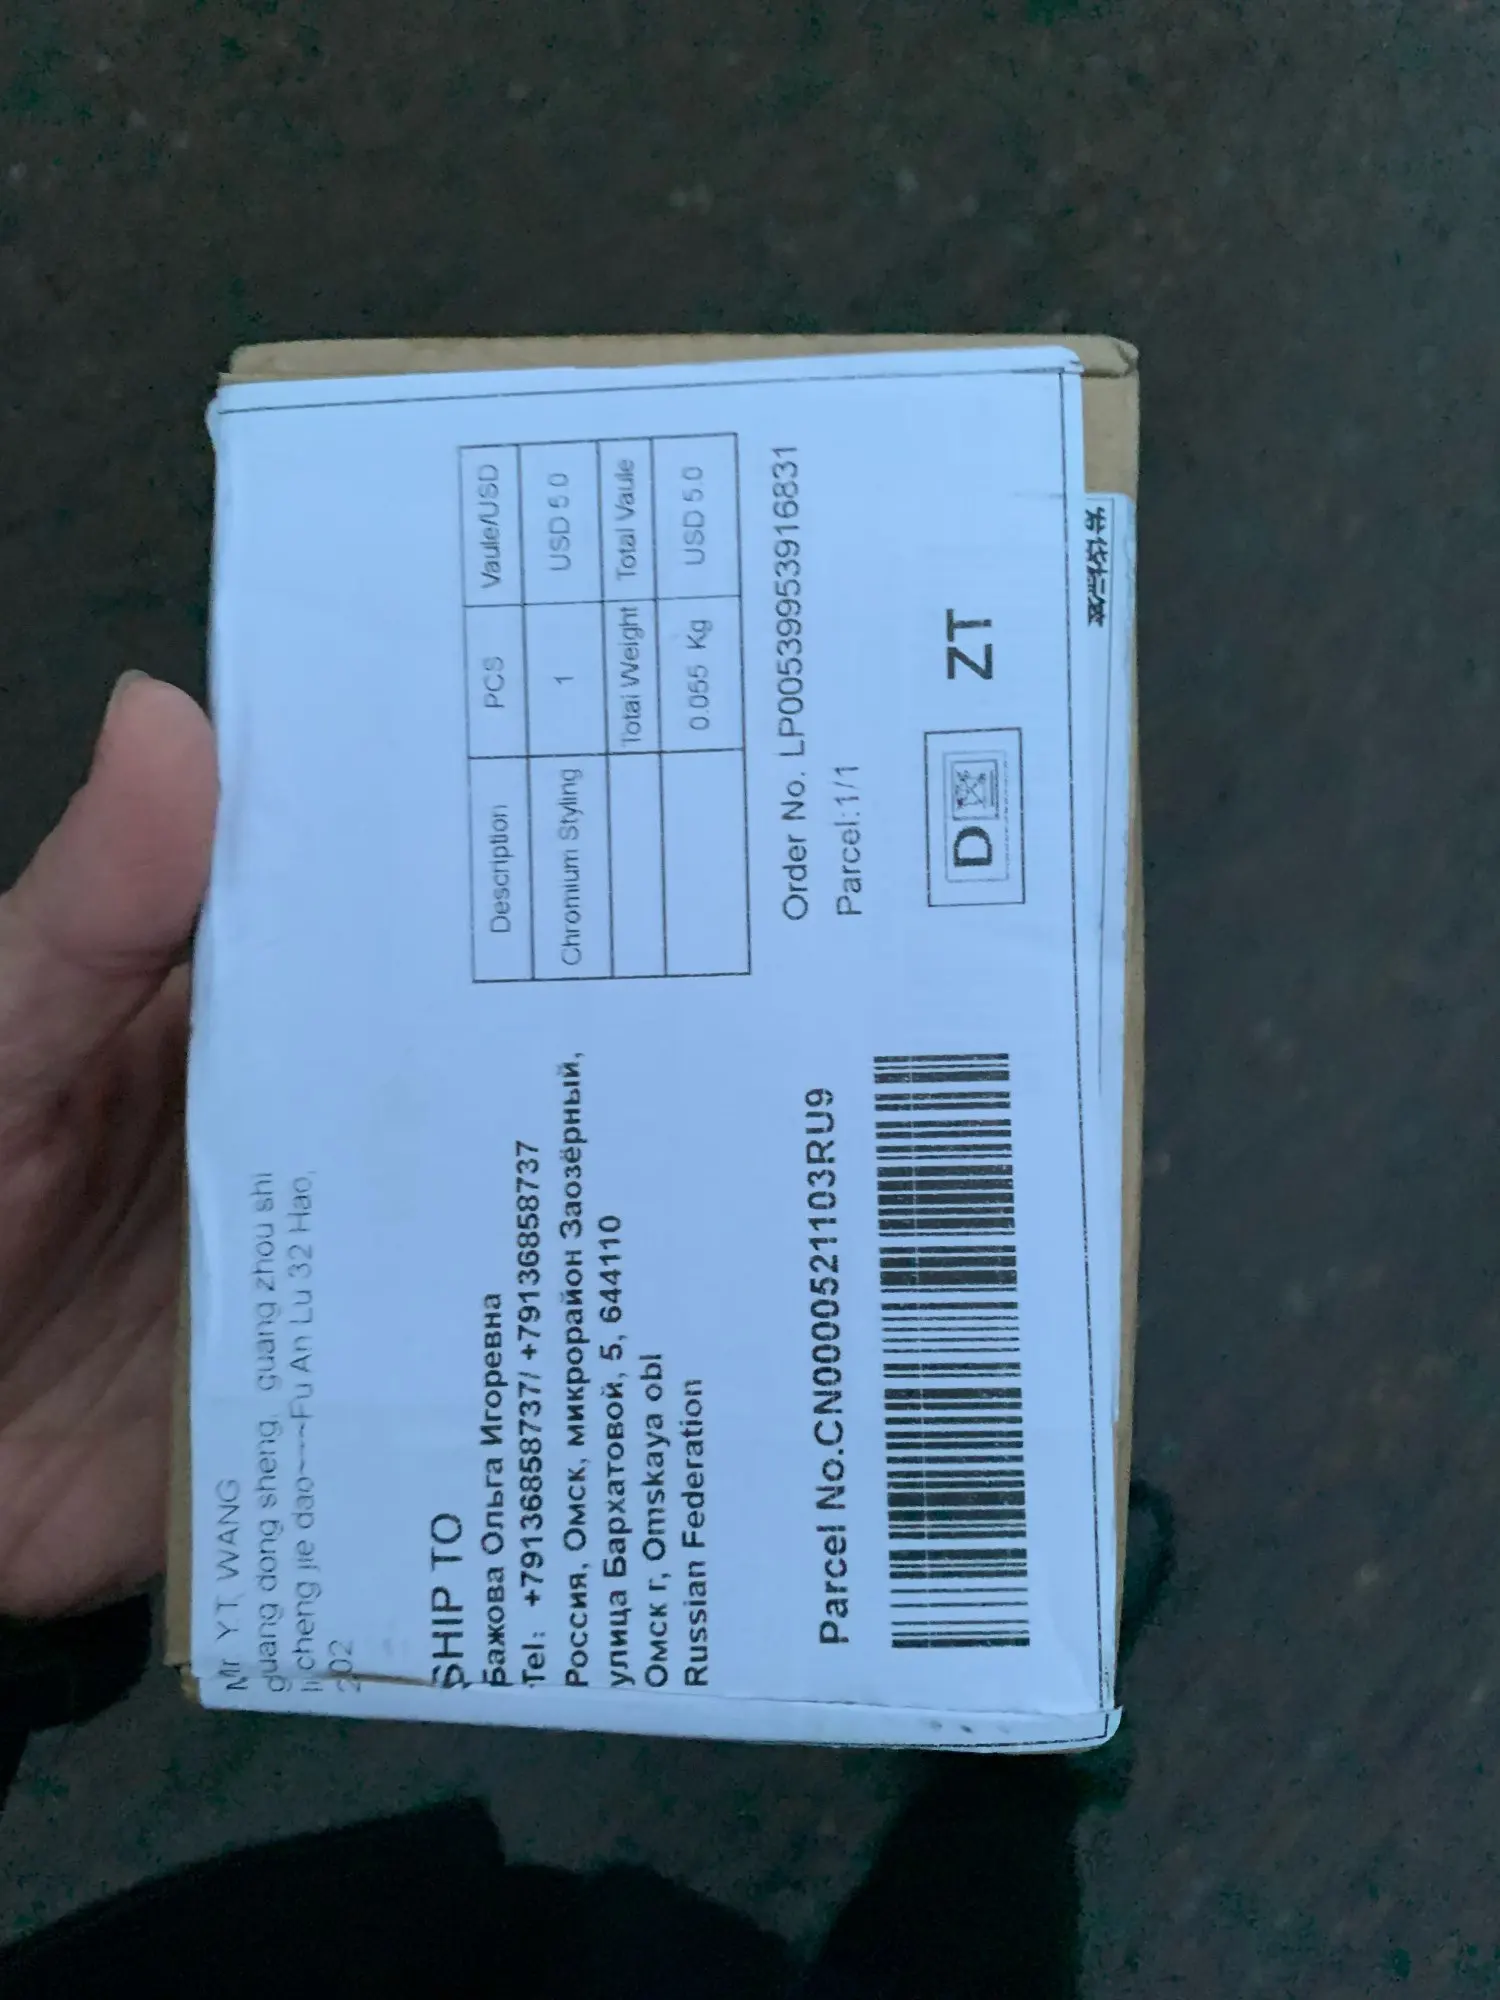 Mr. Y.T, WANG
guang dong sheng, guang zhou shi
li cheng jie dao---Fu An Lu 32 Hao,
202
SHIP TO
Бажова Ольга Игоревна
Tel: +79136858737/ +79136858737
Россия, Омск, микрорайон Заозёрный,
улица Бархатовой, 5, 644110
Омск г, Omskaya obl
Russian Federation
Description PCS Vaule/USD
Chromium Styling 1 USD 5.0
Total Weight Total Vaule
0.055 Kg USD 5.0
Order No. LP005399953916831
Parcel:1/1
Parcel No.CN0000521103RU9
D ZT